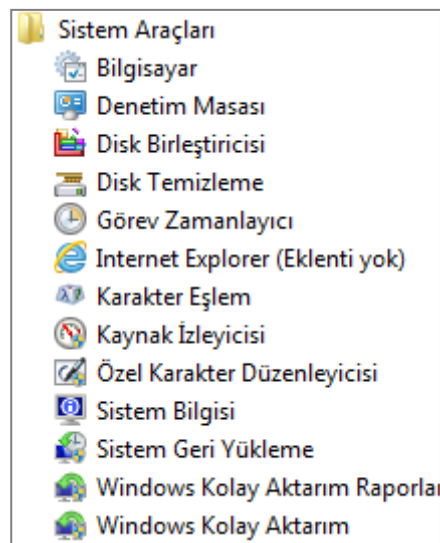 Sistem Araçları
Bilgisayar
Denetim Masası
Disk Birleştiricisi
Disk Temizleme
Görev Zamanlayıcı
Internet Explorer (Eklenti yok)
Karakter Eşlem
Kaynak İzleyicisi
Özel Karakter Düzenleyicisi
Sistem Bilgisi
Sistem Geri Yükleme
Windows Kolay Aktarım Raporlar
Windows Kolay Aktarım